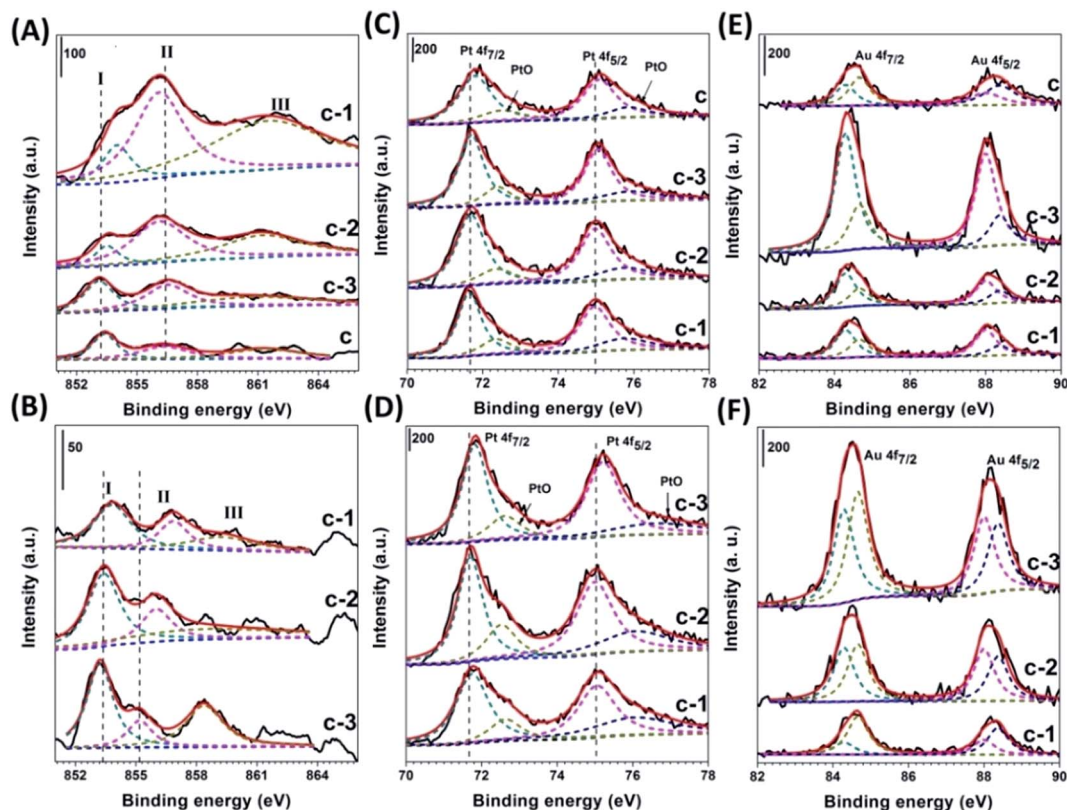 (A)
100
I
II
III
c-1
c-2
c-3
c
Intensity (a.u.)
852 855 858 861 864
Binding energy (eV)
(C)
200
Pt 4f7/2
PtO
Pt 4f5/2
PtO
c
c-3
c-2
c-1
Intensity (a.u.)
70 72 74 76 78
Binding energy (eV)
(E)
200
Au 4f7/2
Au 4f5/2
c
c-3
c-2
c-1
Intensity (a. u.)
82 84 86 88 90
Binding energy (eV)
(B)
50
I
II
III
c-1
c-2
c-3
Intensity (a.u.)
852 855 858 861 864
Binding energy (eV)
(D)
200
Pt 4f7/2
Pt 4f5/2
PtO
PtO
c-3
c-2
c-1
Intensity (a.u.)
70 72 74 76 78
Binding energy (eV)
(F)
200
Au 4f7/2
Au 4f5/2
c-3
c-2
c-1
Intensity (a. u.)
82 84 86 88 90
Binding energy (eV)